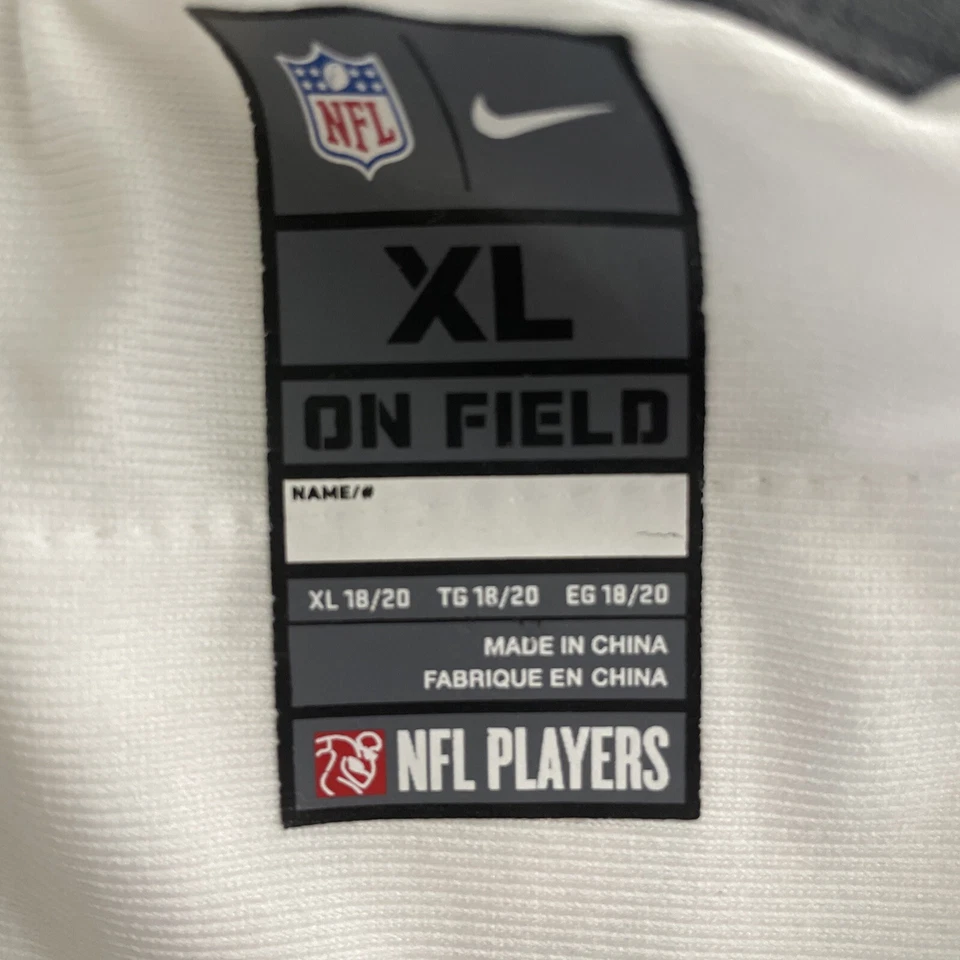 NFL
XL
ON FIELD
NAME/#
XL 18/20 TG 18/20 EG 18/20
MADE IN CHINA
FABRIQUE EN CHINA
NFL PLAYERS